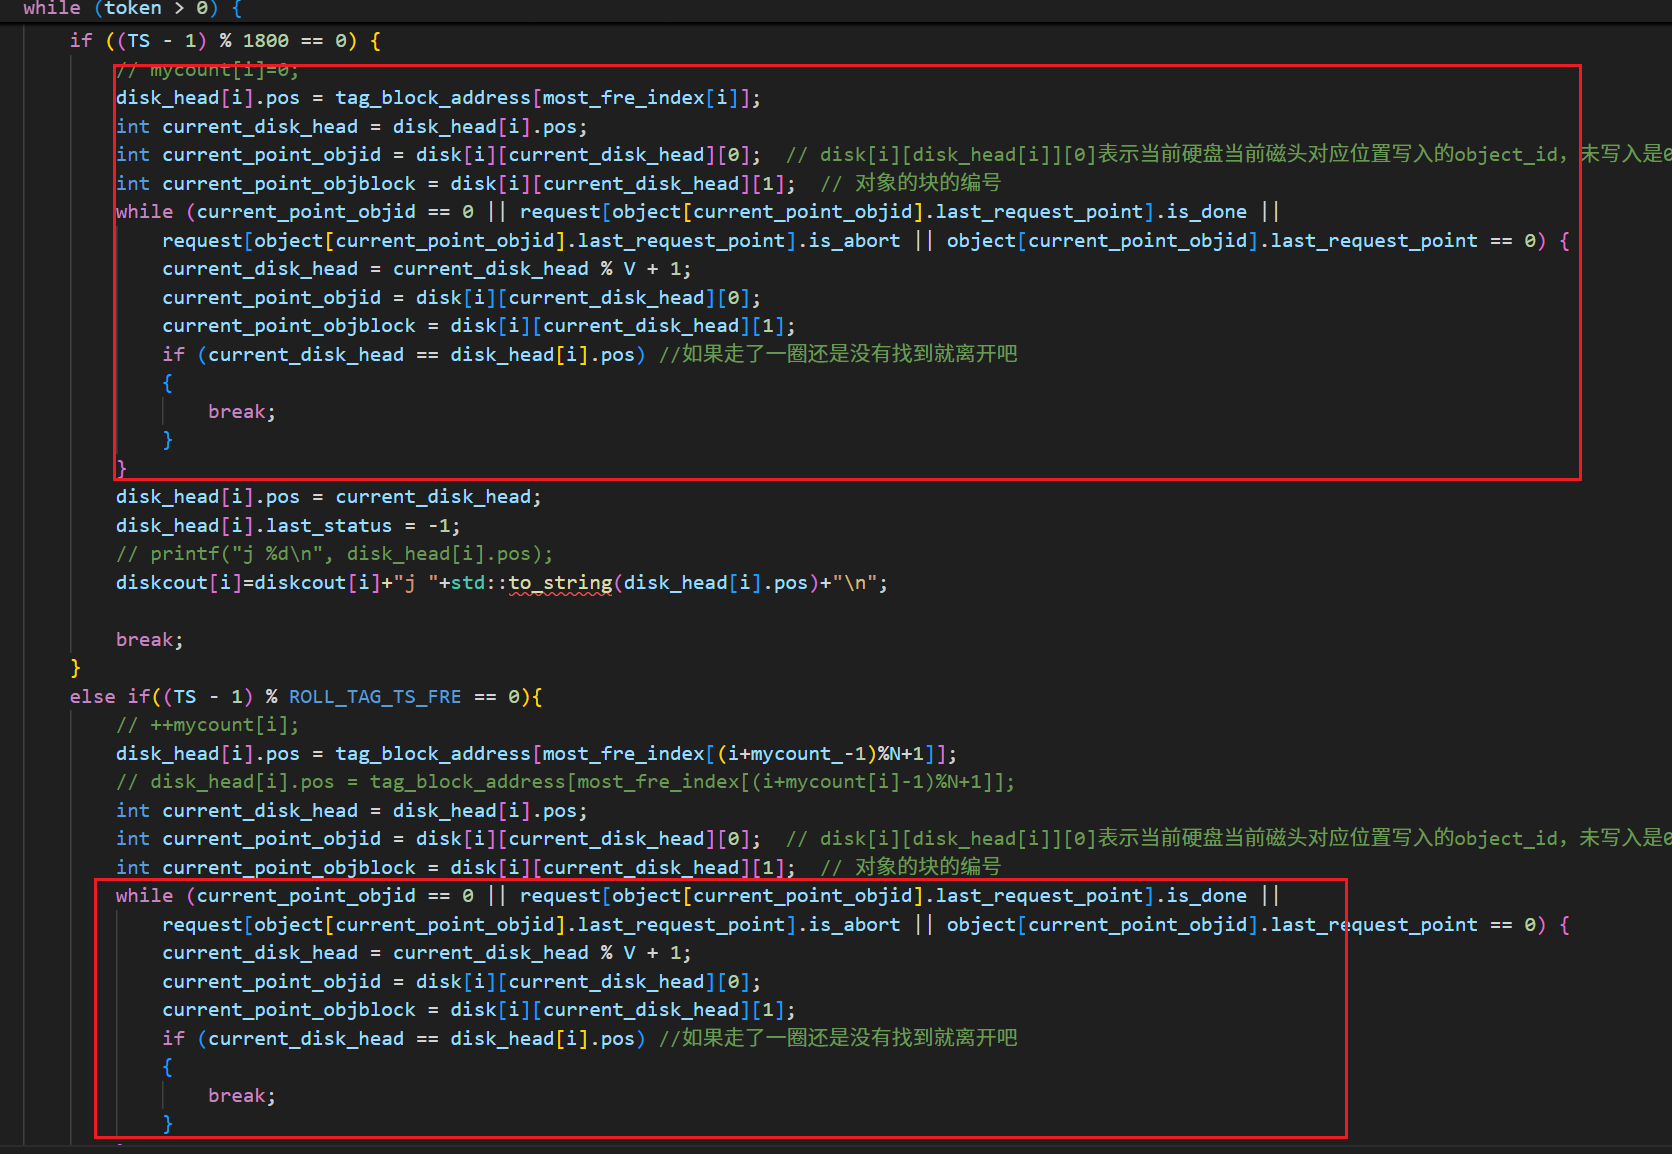 while (token > 0) {
if ((TS - 1) % 1800 == 0) {
// mycount[i]=0;
disk_head[i].pos = tag_block_address[most_fre_index[i]];
int current_disk_head = disk_head[i].pos;
int current_point_objid = disk[i][current_disk_head][0];  // disk[i][disk_head[i]][0]表示当前硬盘当前磁头对应位置写入的object_id，未写入是0
int current_point_objblock = disk[i][current_disk_head][1];  // 对象的块的编号
while (current_point_objid == 0 || request[object[current_point_objid].last_request_point].is_done ||
request[object[current_point_objid].last_request_point].is_abort || object[current_point_objid].last_request_point == 0) {
current_disk_head = current_disk_head % V + 1;
current_point_objid = disk[i][current_disk_head][0];
current_point_objblock = disk[i][current_disk_head][1];
if (current_disk_head == disk_head[i].pos) //如果走了一圈还是没有找到就离开吧
{
break;
}
}
disk_head[i].pos = current_disk_head;
disk_head[i].last_status = -1;
// printf("j %d\n", disk_head[i].pos);
diskcout[i]=diskcout[i]+"j "+std::to_string(disk_head[i].pos)+"\n";
break;
}
else if((TS - 1) % ROLL_TAG_TS_FRE == 0){
// ++mycount[i];
disk_head[i].pos = tag_block_address[most_fre_index[(i+mycount_-1)%N+1]];
// disk_head[i].pos = tag_block_address[most_fre_index[(i+mycount[i]-1)%N+1]];
int current_disk_head = disk_head[i].pos;
int current_point_objid = disk[i][current_disk_head][0];  // disk[i][disk_head[i]][0]表示当前硬盘当前磁头对应位置写入的object_id，未写入是0
int current_point_objblock = disk[i][current_disk_head][1];  // 对象的块的编号
while (current_point_objid == 0 || request[object[current_point_objid].last_request_point].is_done ||
request[object[current_point_objid].last_request_point].is_abort || object[current_point_objid].last_request_point == 0) {
current_disk_head = current_disk_head % V + 1;
current_point_objid = disk[i][current_disk_head][0];
current_point_objblock = disk[i][current_disk_head][1];
if (current_disk_head == disk_head[i].pos) //如果走了一圈还是没有找到就离开吧
{
break;
}